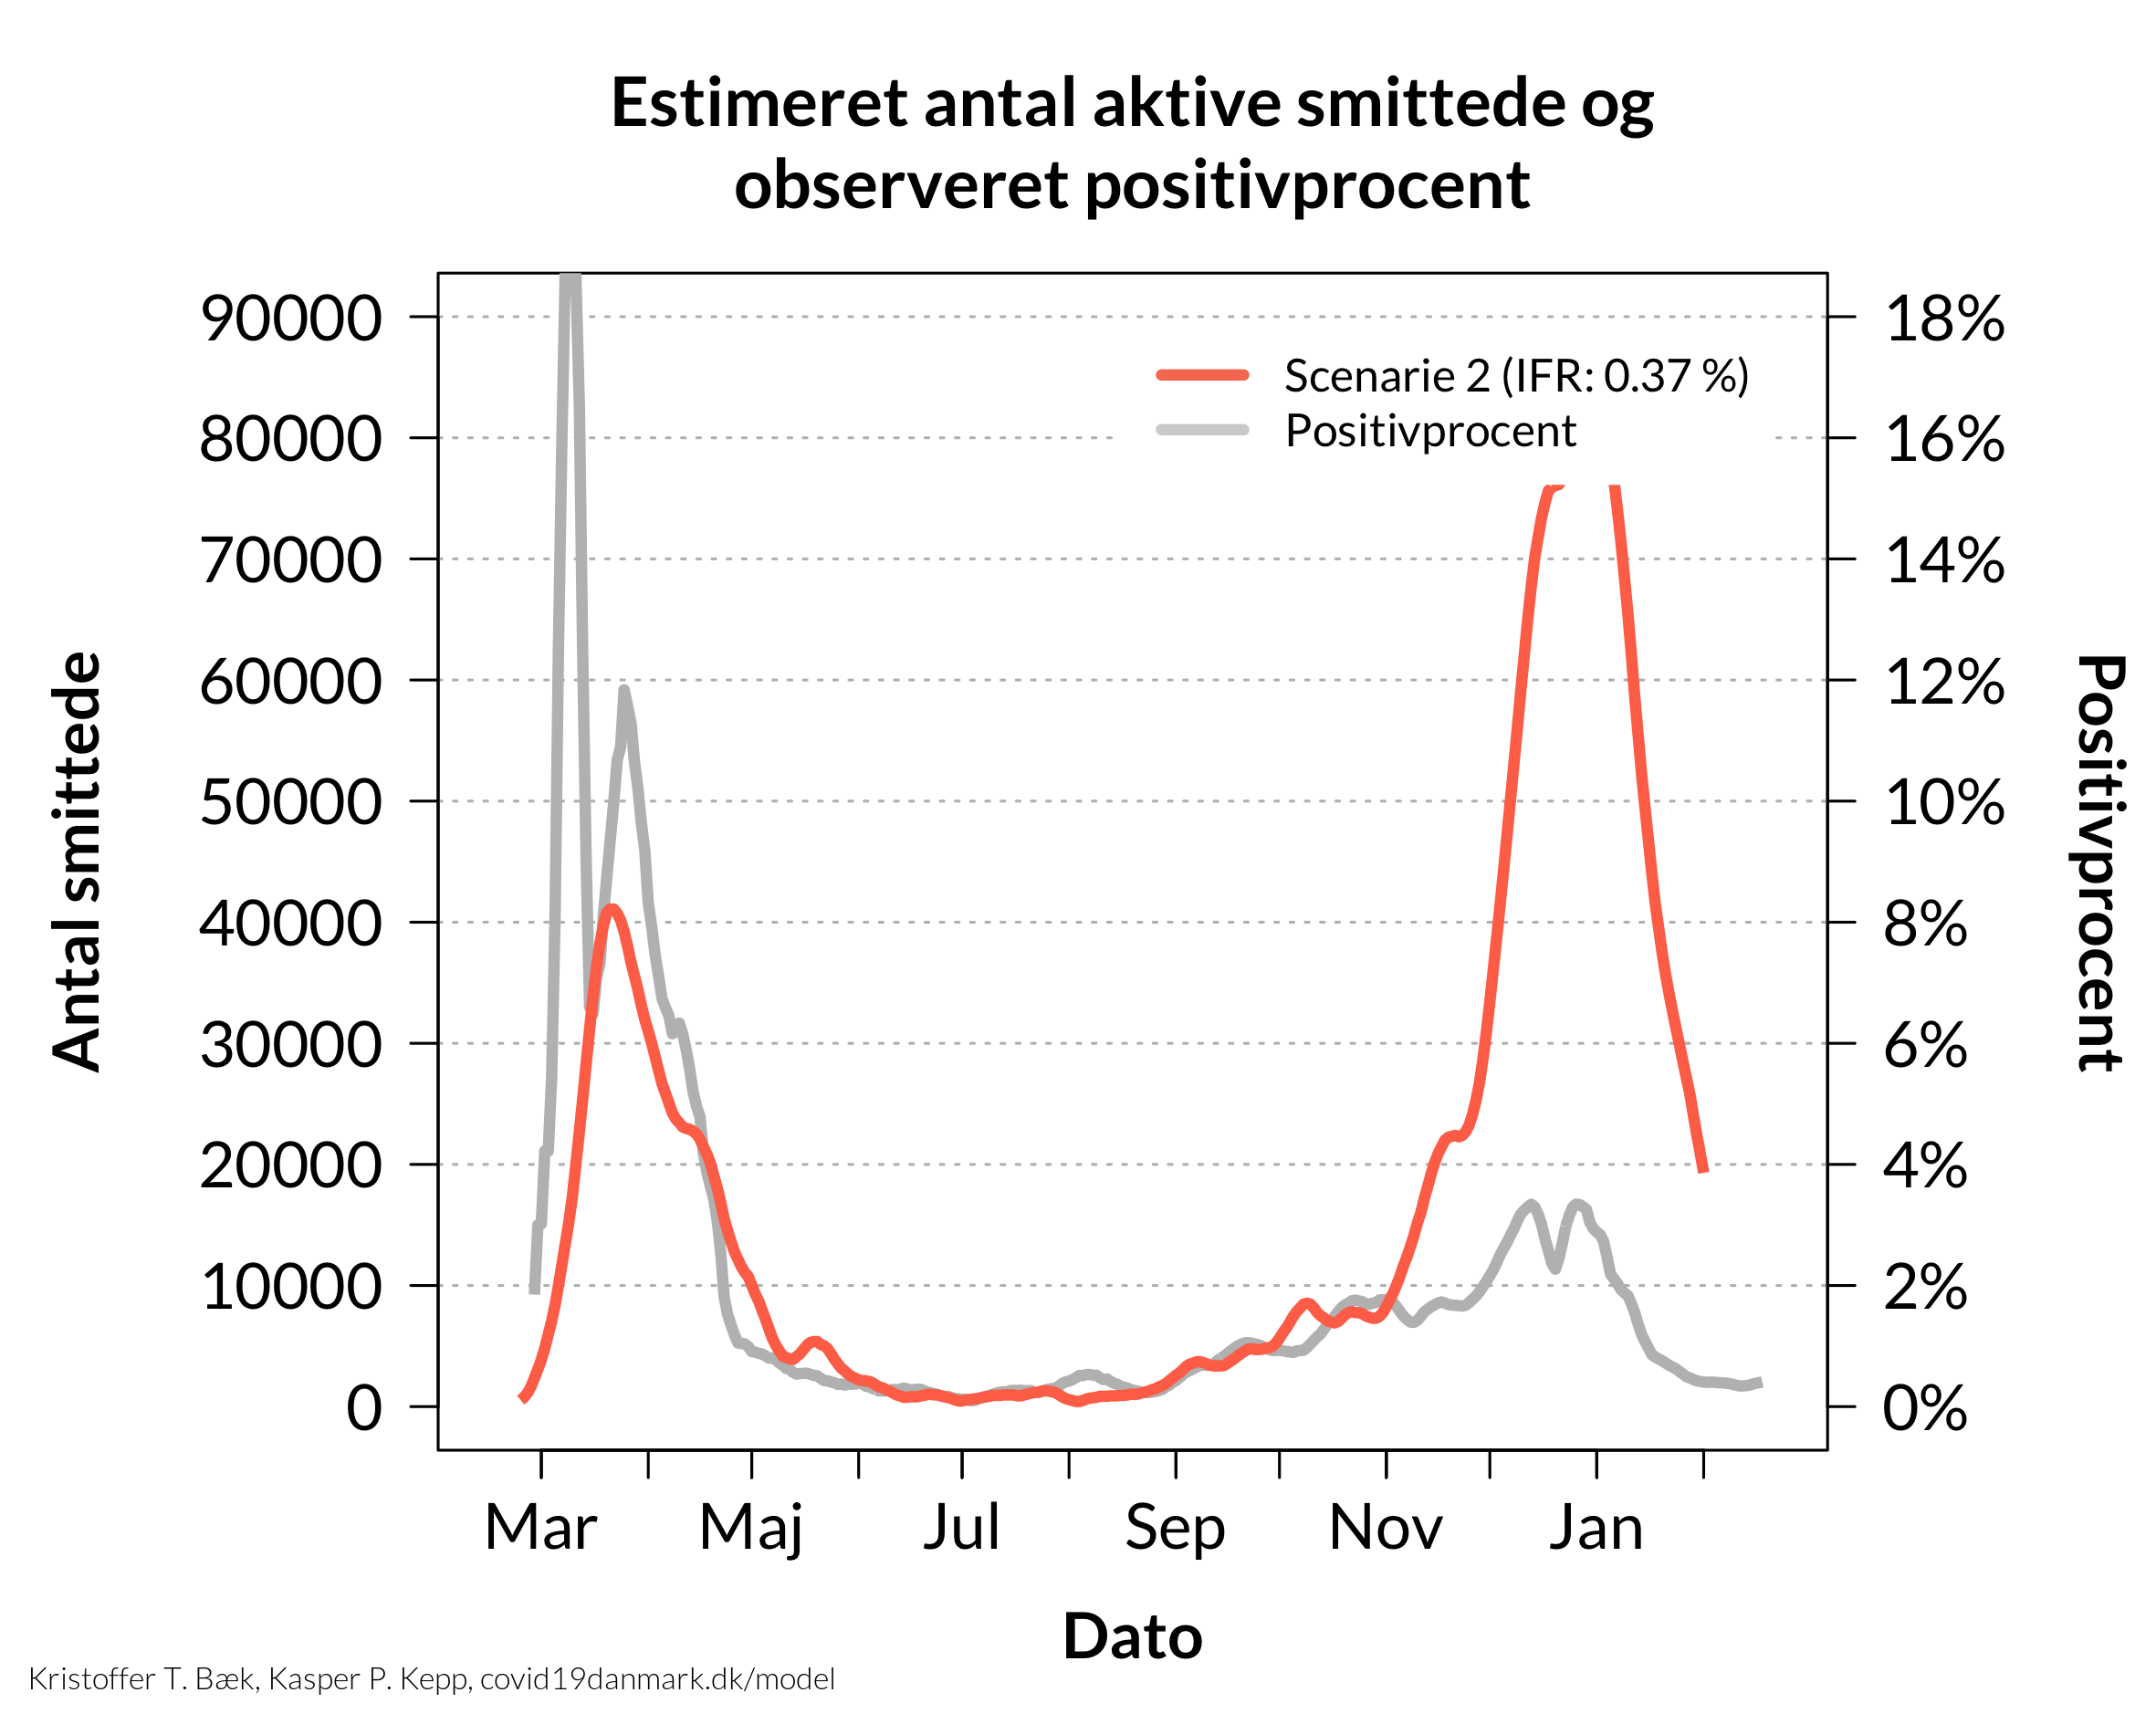 Estimeret antal aktive smittede og
observeret positivprocent
90000
80000
70000
60000
50000
40000
30000
20000
10000
0
Antal smittede
Scenarie 2 (IFR: 0.37 %)
Positivprocent
18%
16%
14%
12%
10%
8%
6%
4%
2%
0%
Positivprocent
Mar Maj Jul Sep Nov Jan
Dato
Kristoffer T. Bæk, Kasper P. Kepp, covid19danmark.dk/model